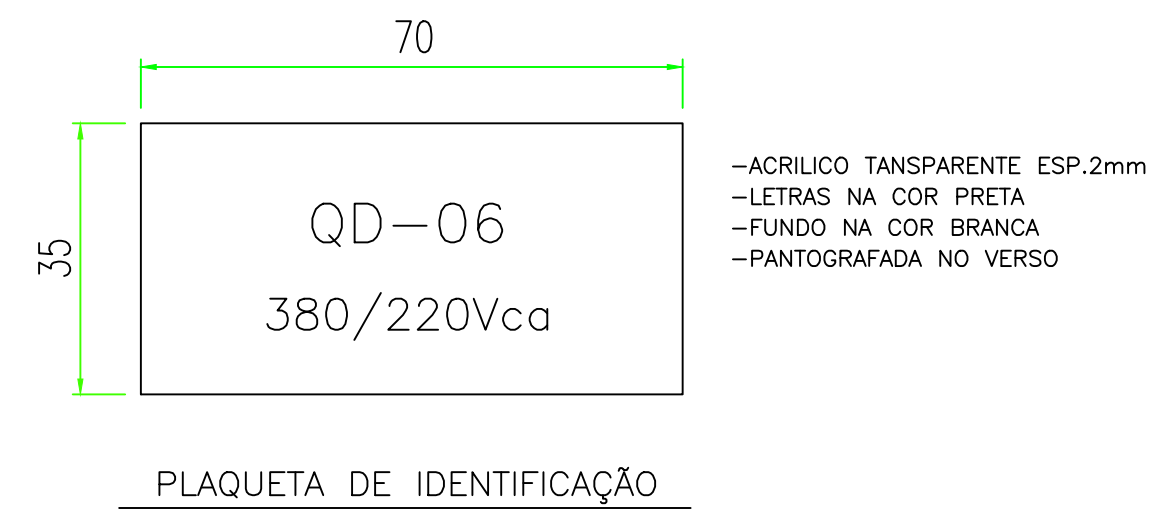 70
35
QD-06
380/220Vca
-ACRILICO TANSPARENTE ESP.2mm
-LETRAS NA COR PRETA
-FUNDO NA COR BRANCA
-PANTOGRAFADA NO VERSO
PLAQUETA DE IDENTIFICAÇÃO